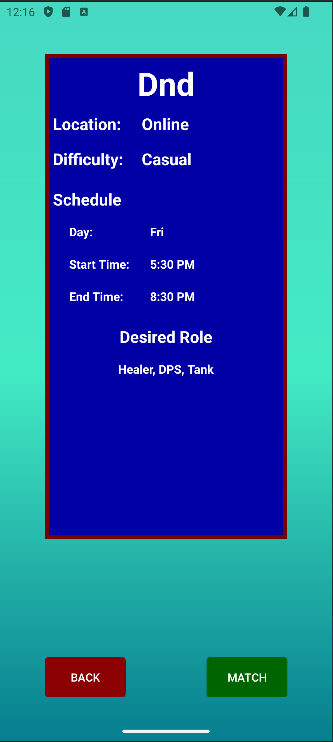 12:16
Dnd
Location: Online
Difficulty: Casual
Schedule
Day: Fri
Start Time: 5:30 PM
End Time: 8:30 PM
Desired Role
Healer, DPS, Tank
BACK MATCH